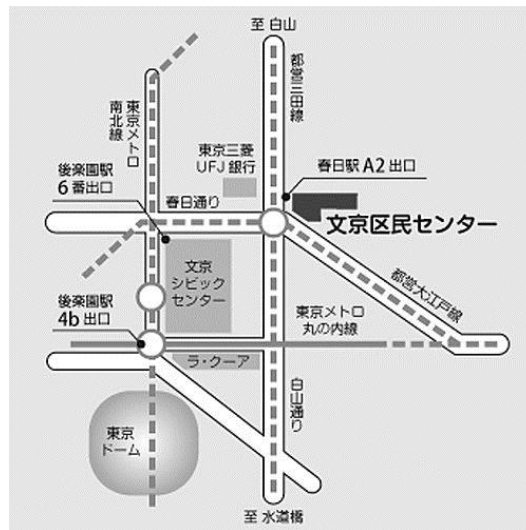 至 白山
都営三田線
東京メトロ
南北線
東京三菱
UFJ 銀行
春日駅 A2 出口
後楽園駅
6 番出口
春日通り
文京区民センター
文京
シビック
センター
都営大江戸線
後楽園駅
4b 出口
東京メトロ
丸の内線
ラ・クーア
白山通り
東京
ドーム
至 水道橋